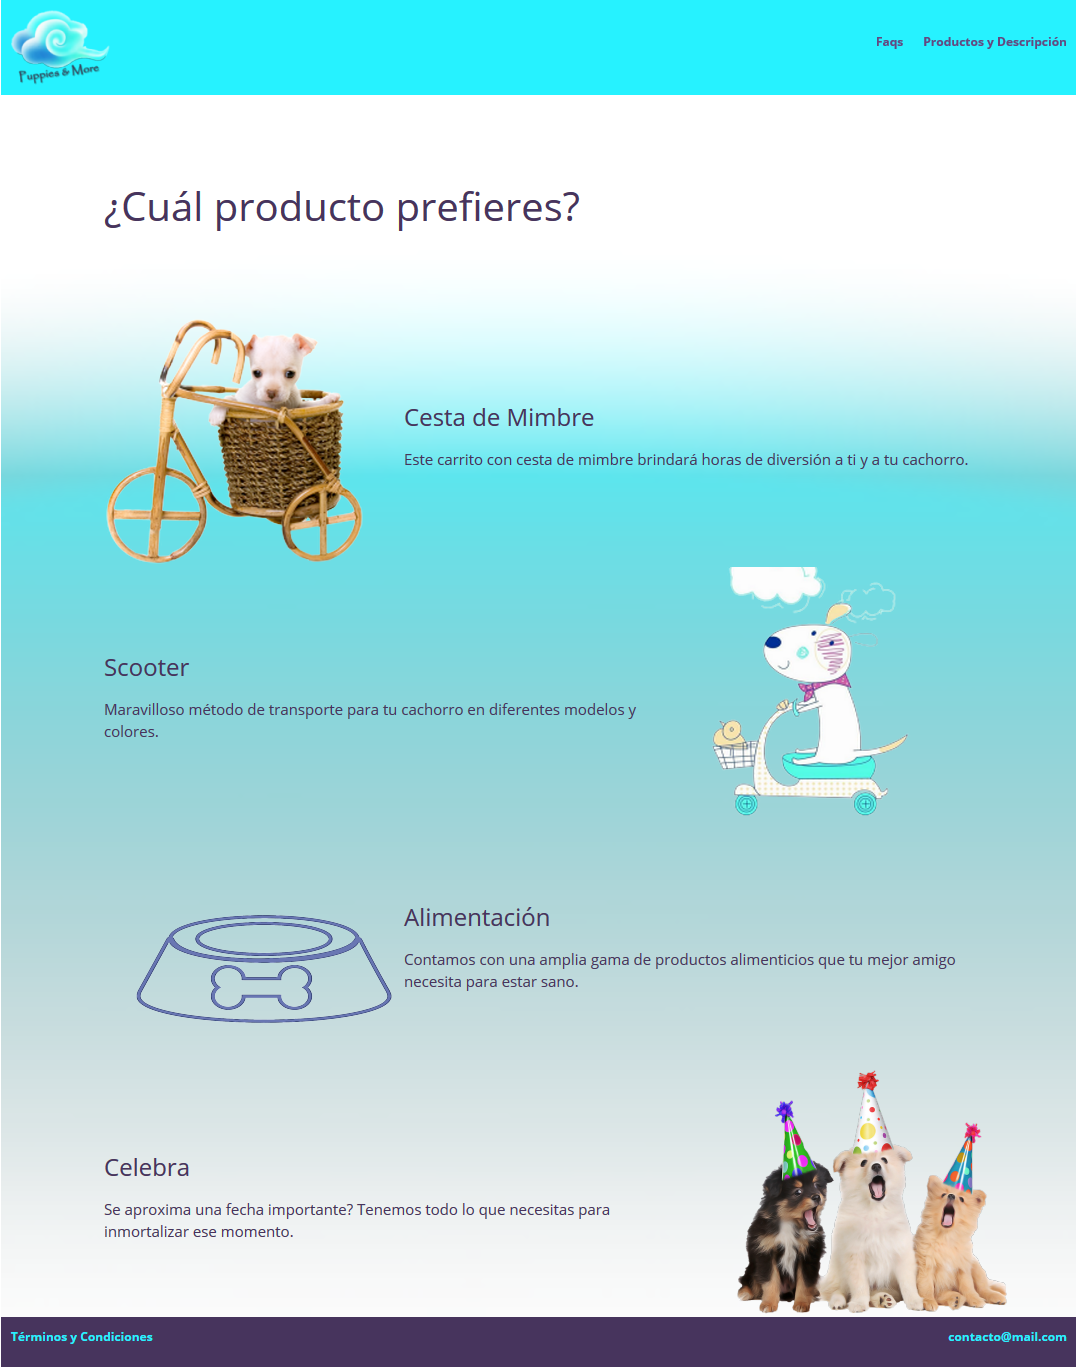 Puppies & More
Faqs
Productos y Descripción
¿Cuál producto prefieres?
Cesta de Mimbre
Este carrito con cesta de mimbre brindará horas de diversión a ti y a tu cachorro.
Scooter
Maravilloso método de transporte para tu cachorro en diferentes modelos y
colores.
Alimentación
Contamos con una amplia gama de productos alimenticios que tu mejor amigo
necesita para estar sano.
Celebra
Se aproxima una fecha importante? Tenemos todo lo que necesitas para
inmortalizar ese momento.
Términos y Condiciones
contacto@mail.com